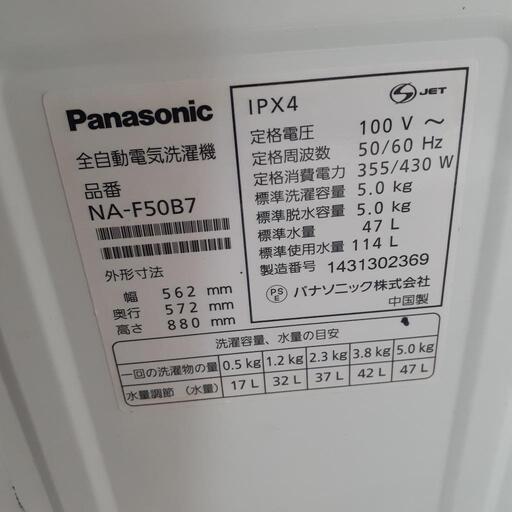 Panasonic
全自動電気洗濯機
品番
NA-F50B7
外形寸法
幅 562 mm
奥行 572 mm
高さ 880 mm
IPX4
S JET
定格電圧 100 V ～
定格周波数 50/60 Hz
定格消費電力 355/430 W
標準洗濯容量 5.0 kg
標準脱水容量 5.0 kg
標準水量 47 L
標準使用水量 114 L
製造番号 1431302369
PSE パナソニック株式会社
中国製
洗濯容量、水量の目安
一回の洗濯物の量 0.5 kg 1.2 kg 2.3 kg 3.8 kg 5.0 kg
水量調節 (水量) 17 L 32 L 37 L 42 L 47 L